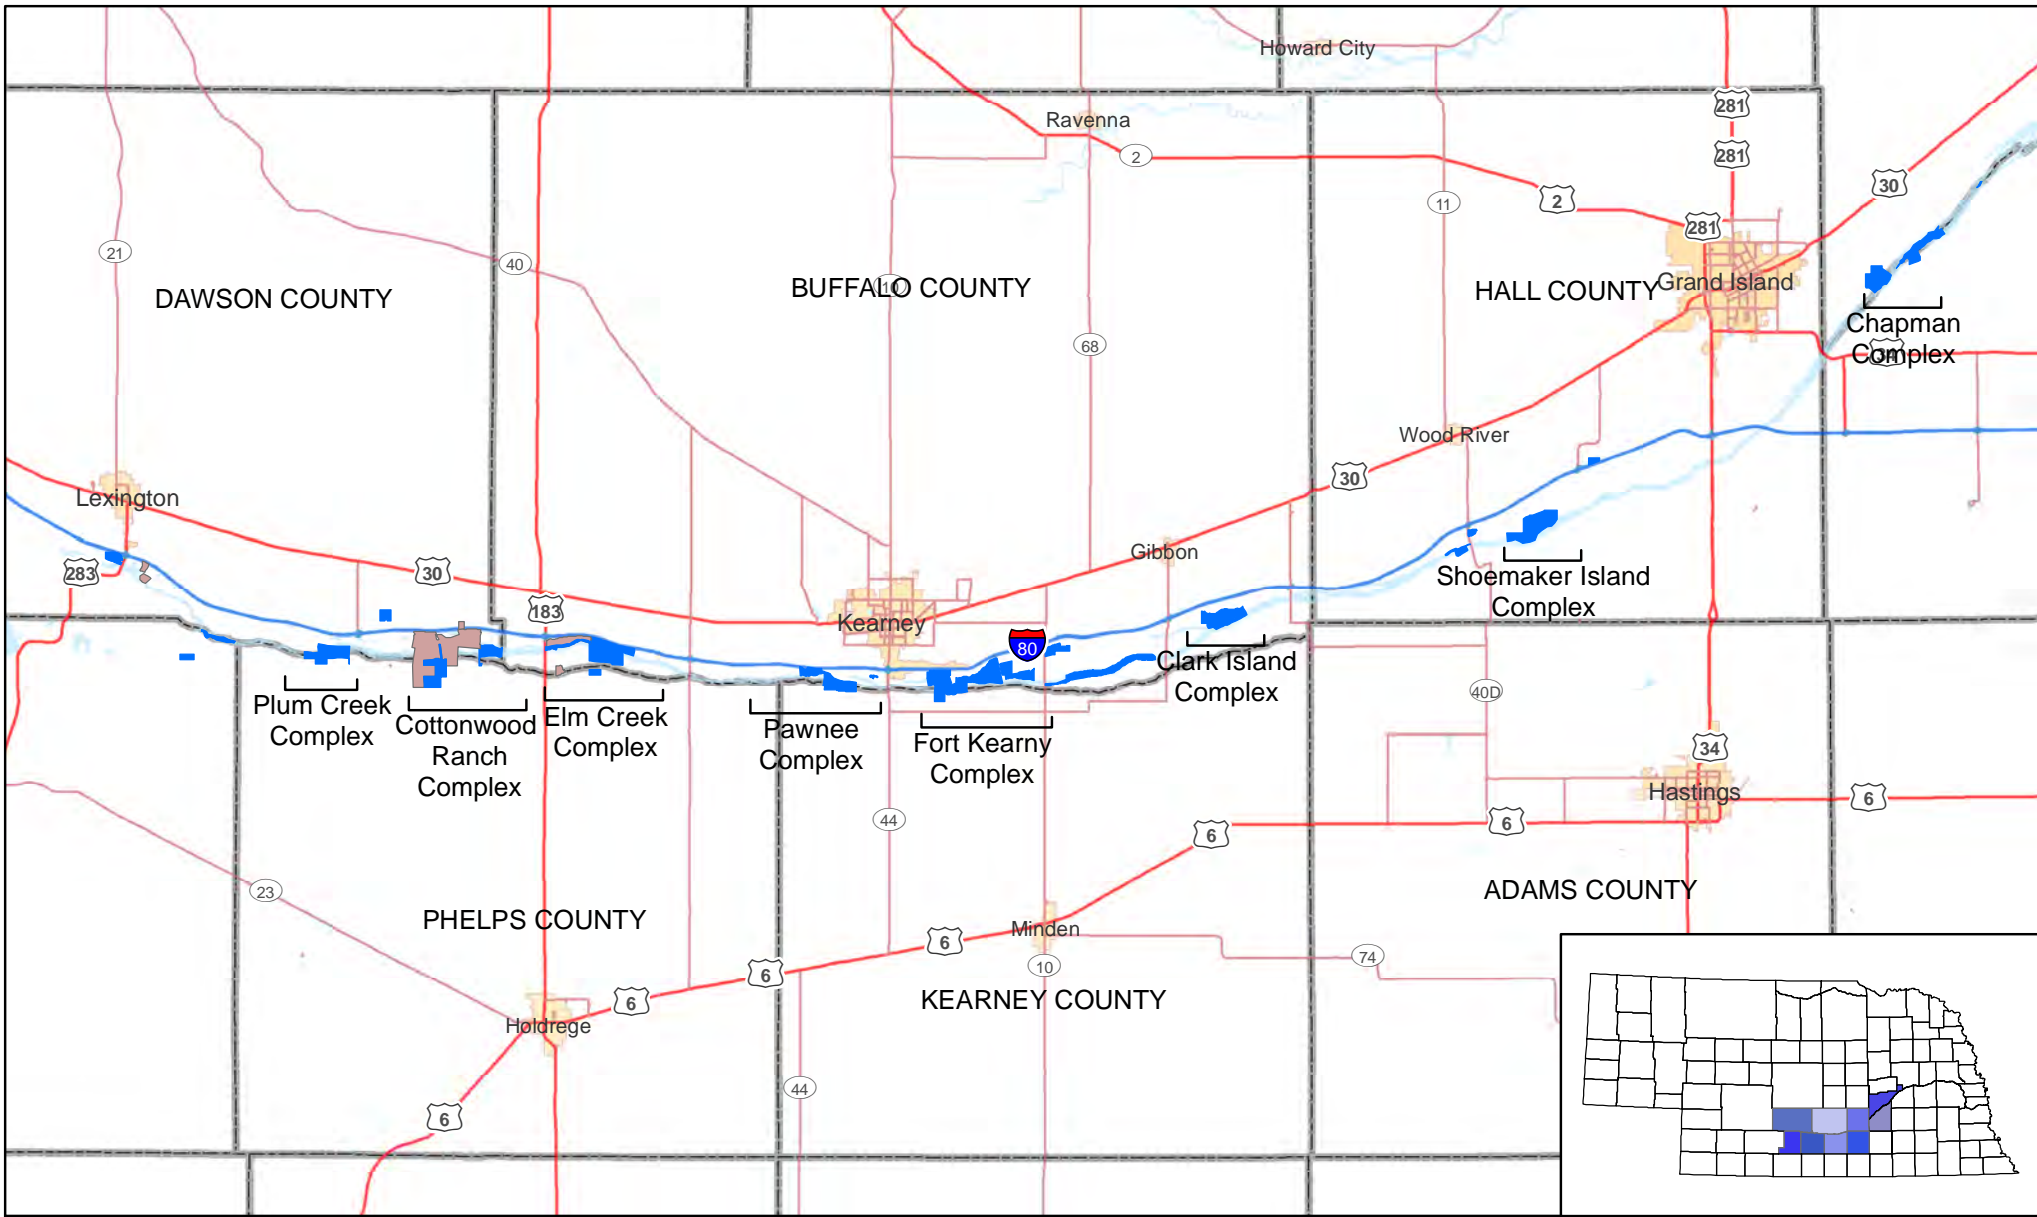 Howard City
281
Ravenna
2
281
30
11
2
281
21
40
DAWSON COUNTY
BUFFALO COUNTY
10
HALL COUNTY
Grand Island
Chapman
Complex
34
68
Wood River
Lexington
30
Gibbon
283
30
183
Kearney
80
Shoemaker Island
Complex
Clark Island
Complex
Plum Creek
Complex
Cottonwood
Ranch
Complex
Elm Creek
Complex
Pawnee
Complex
Fort Kearny
Complex
40D
34
Hastings
6
44
6
6
23
PHELPS COUNTY
ADAMS COUNTY
Minden
6
6
10
74
6
KEARNEY COUNTY
Holdrege
44
6